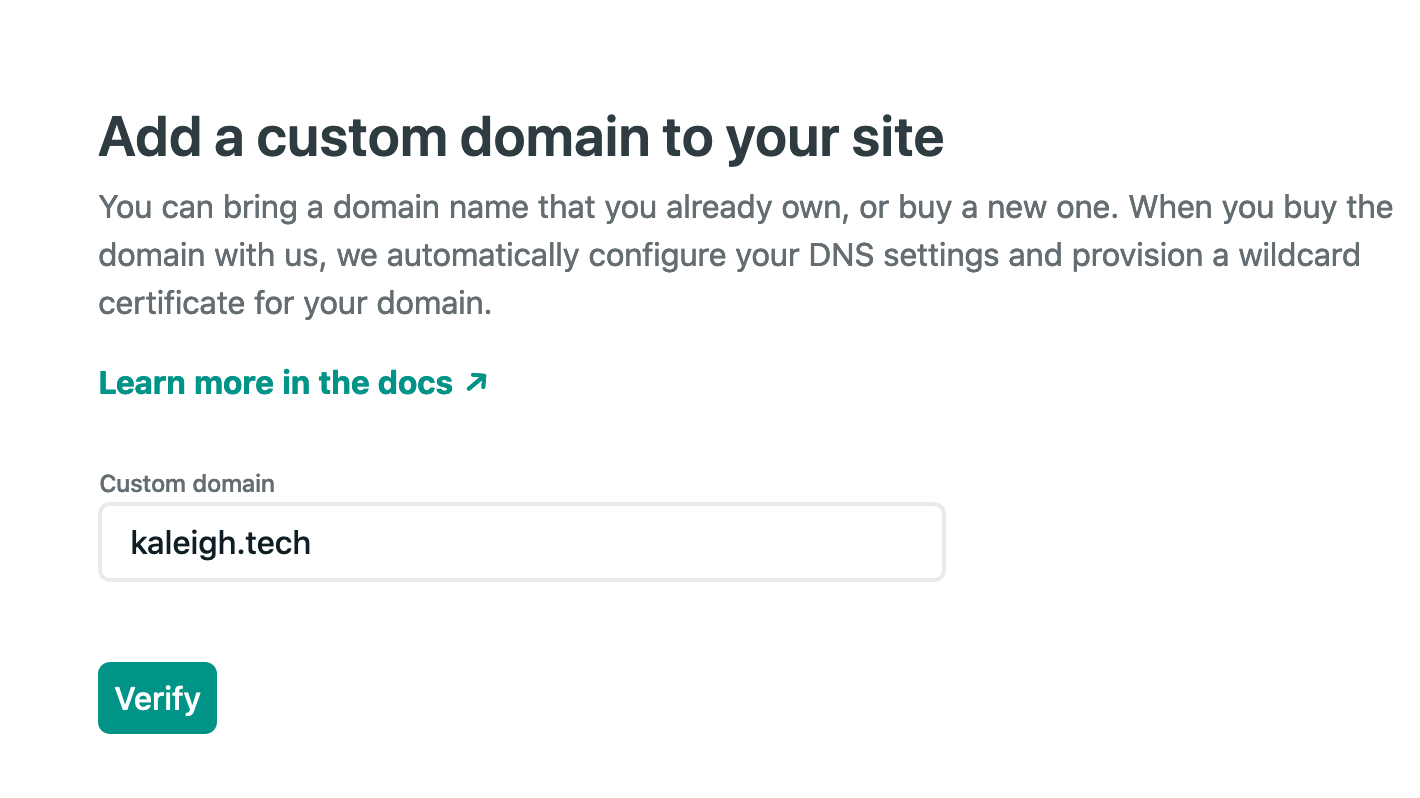 Add a custom domain to your site
You can bring a domain name that you already own, or buy a new one. When you buy the
domain with us, we automatically configure your DNS settings and provision a wildcard
certificate for your domain.
Learn more in the docs ↗
Custom domain
kaleigh.tech
Verify